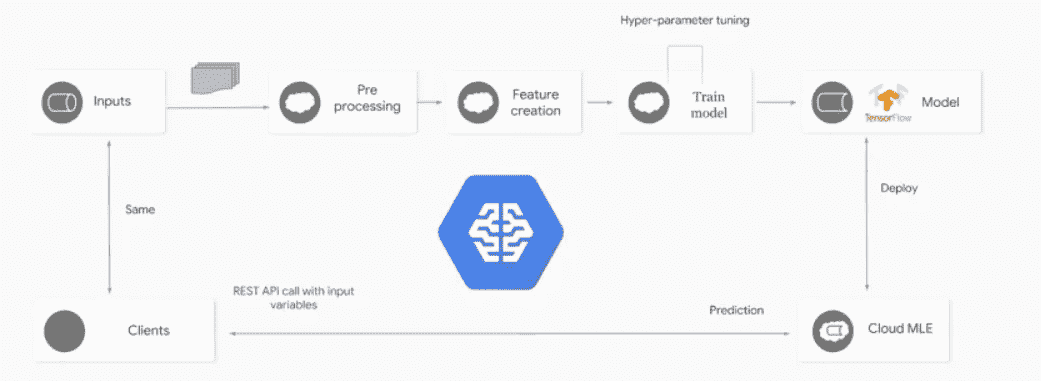 Hyper-parameter tuning
Inputs
Pre
processing
Feature
creation
Train
model
TensorFlow
Model
Same
Deploy
REST API call with input
variables
Prediction
Clients
Cloud MLE